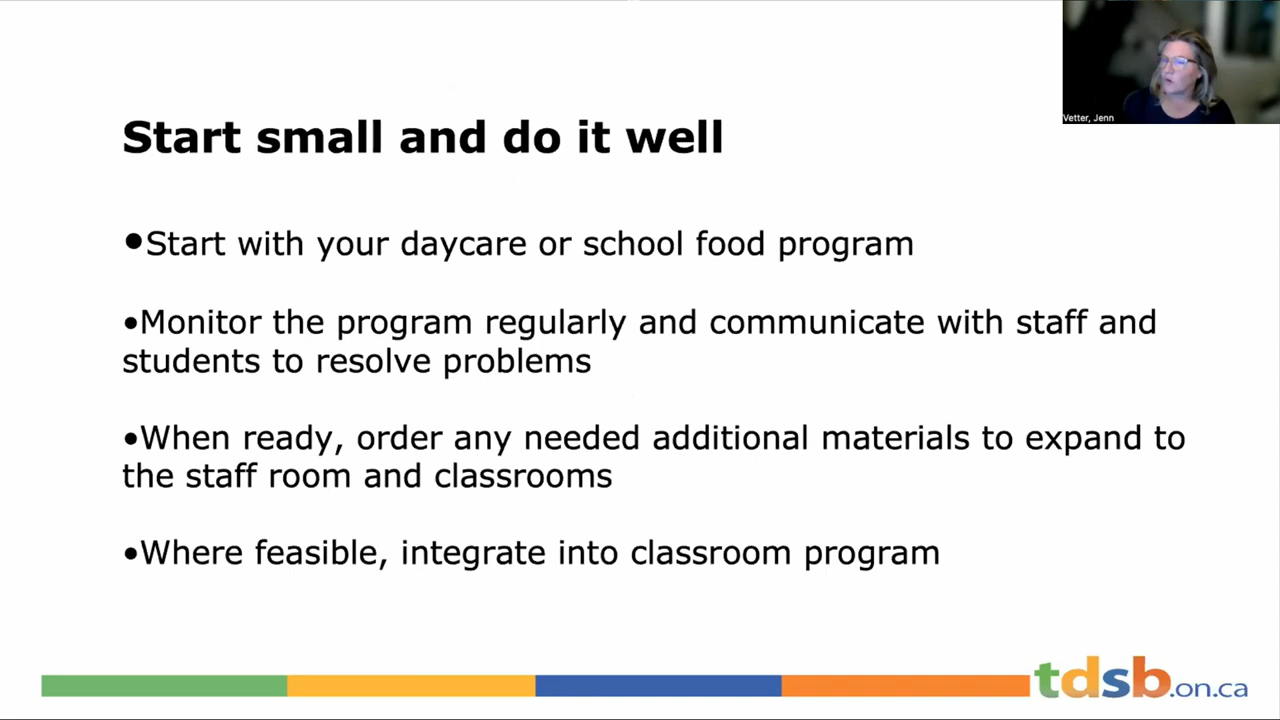 Vetter, Jenn
Start small and do it well
•Start with your daycare or school food program
•Monitor the program regularly and communicate with staff and
students to resolve problems
•When ready, order any needed additional materials to expand to
the staff room and classrooms
•Where feasible, integrate into classroom program
tdsb.on.ca